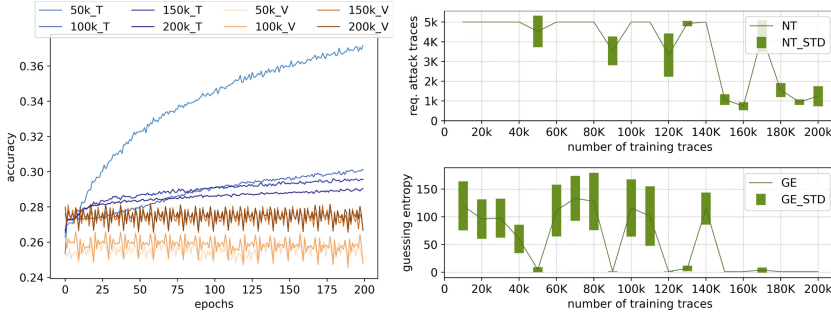 50k_T 150k_T 50k_V 150k_V
100k_T 200k_T 100k_V 200k_V
0.36
0.34
0.32
0.30
0.28
0.26
0.24
accuracy
0 25 50 75 100 125 150 175 200
epochs
5k
4k
3k
2k
1k
0
req. attack traces
NT
NT_STD
0 20K 40K 60K 80K 100K 120K 140K 160K 180K 200k
number of training traces
150
100
50
0
guessing entropy
GE
GE_STD
0 20K 40K 60K 80K 100K 120K 140K 160K 180K 200k
number of training traces